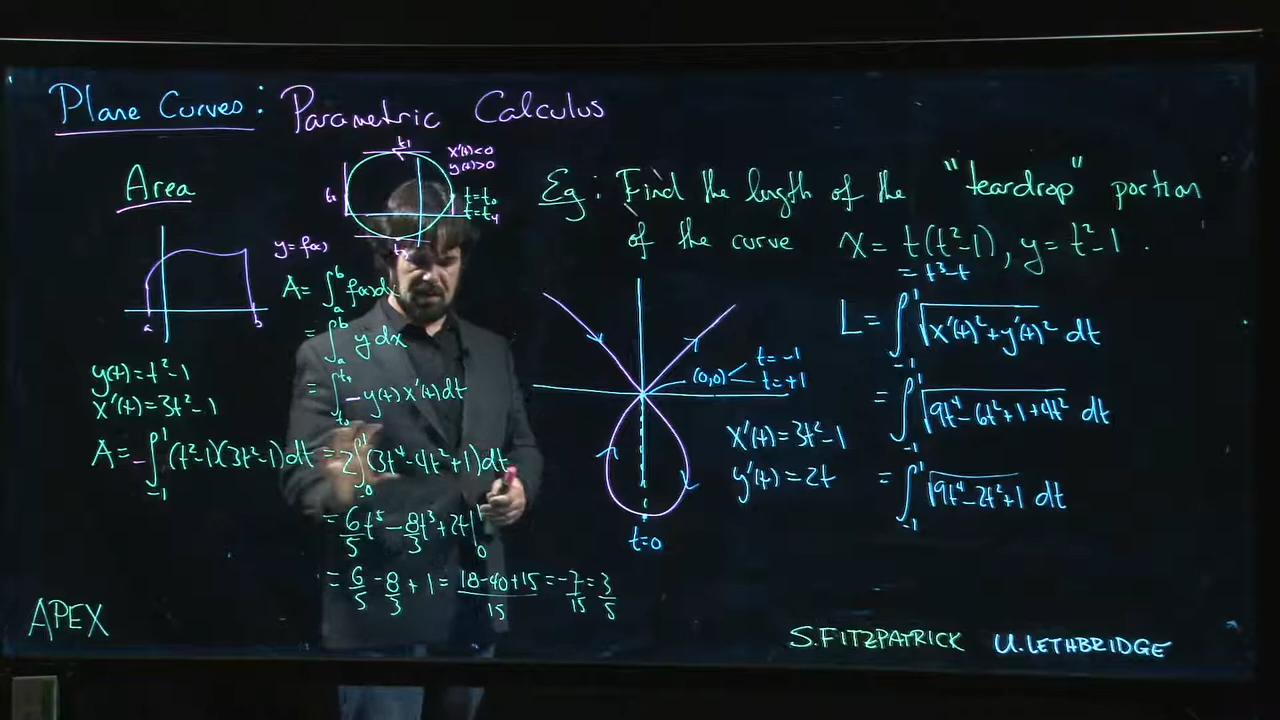 Plane Curves: Parametric Calculus
Area
x'(t)<0
y(t)>0
t=t₀
t=t₄
y=f(x)
a
b
A= ∫ₐᵇ f(x)dx
= ∫ₐᵇ y dx
= ∫ -y(t)x'(t)dt
y(t)=t²-1
x'(t)=3t²-1
A= -∫₋₁¹ (t²-1)(3t²-1)dt = 2∫₀¹(3t⁴-4t²+1)dt
= 6/5 t⁵ - 8/3 t³ + 2t |₀¹
= 6/5 - 8/3 + 1 = (18-40+15)/15 = -7/15 = 3/5
APEX
Eg: Find the length of the "teardrop" portion
of the curve x= t(t²-1), y= t²-1.
= t³-t
(0,0)
t=-1
t=+1
t=0
x'(t)=3t²-1
y'(t)=2t
L= ∫₋₁¹ √(x'(t)²+y'(t)²) dt
= ∫₋₁¹ √(9t⁴-6t²+1+4t²) dt
= ∫₋₁¹ √(9t⁴-2t²+1) dt
S.FITZPATRICK U.LETHBRIDGE